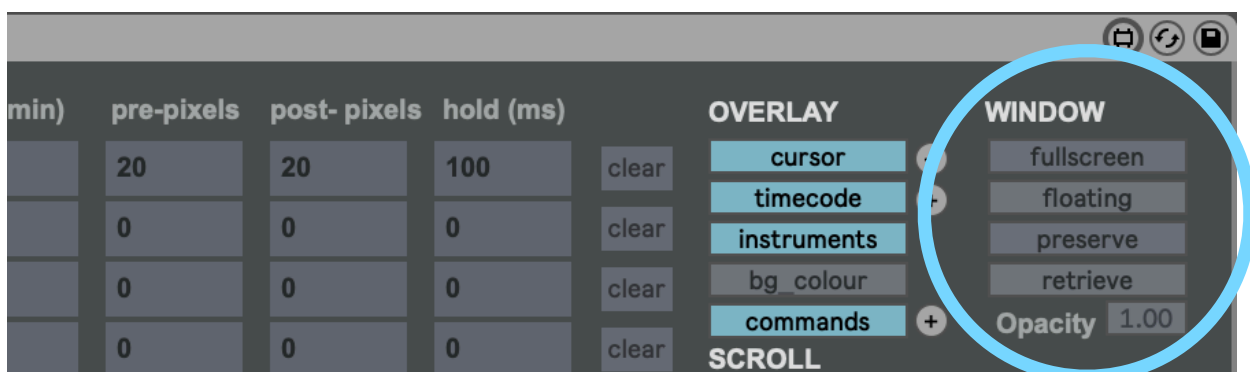 min) pre-pixels post- pixels hold (ms) OVERLAY WINDOW
20 20 100 clear cursor + fullscreen
timecode + floating
0 0 0 clear instruments preserve
0 0 0 clear bg_colour retrieve
commands + Opacity 1.00
0 0 0 clear SCROLL